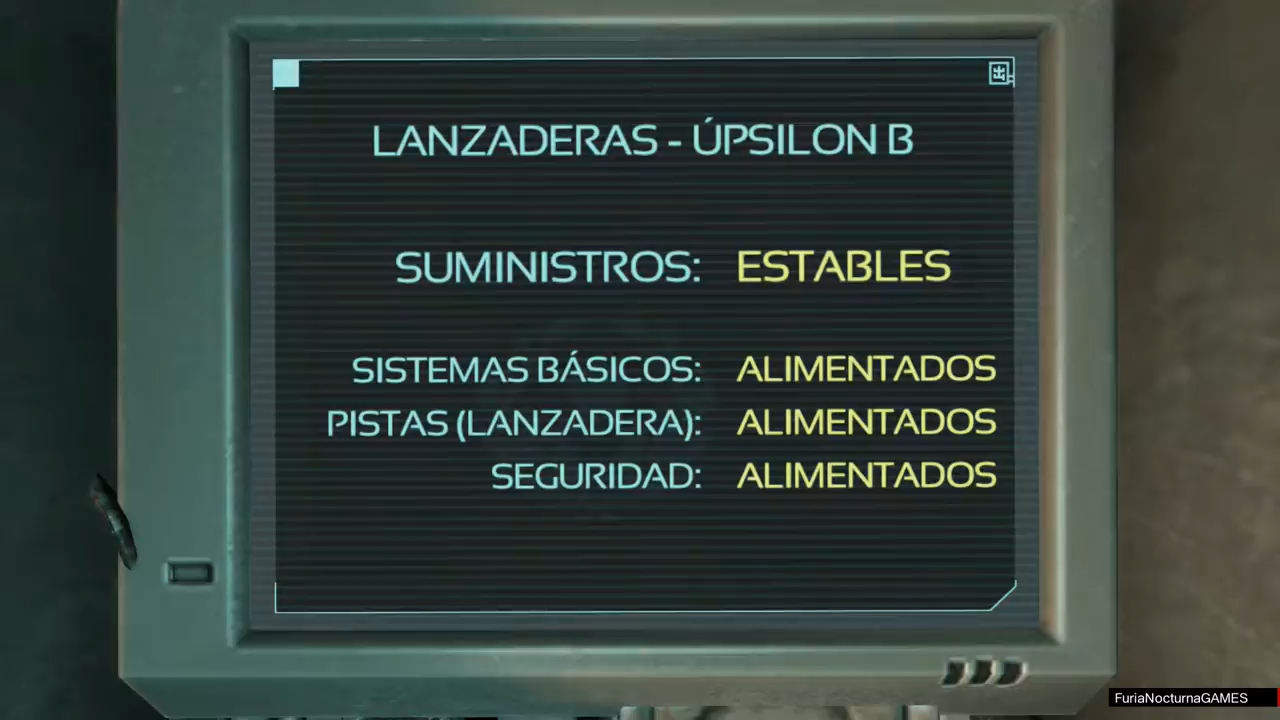 LANZADERAS - ÚPSILON B
SUMINISTROS: ESTABLES
SISTEMAS BÁSICOS: ALIMENTADOS
PISTAS (LANZADERA): ALIMENTADOS
SEGURIDAD: ALIMENTADOS
FuriaNocturnaGAMES